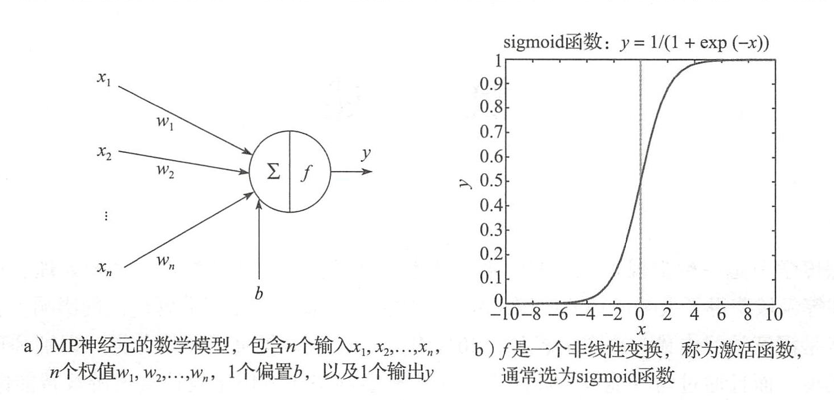 x₁
w₁
x₂
w₂
⋮
xₙ
wₙ
Σ
f
y
b
a）MP神经元的数学模型，包含n个输入x₁, x₂,…,xₙ,
n个权值w₁, w₂,…,wₙ，1个偏置b，以及1个输出y
sigmoid函数：y = 1/(1 + exp (−x))
1
0.9
0.8
0.7
0.6
0.5
0.4
0.3
0.2
0.1
0
y
−10 −8 −6 −4 −2 0 2 4 6 8 10
x
b）f是一个非线性变换，称为激活函数，
通常选为sigmoid函数